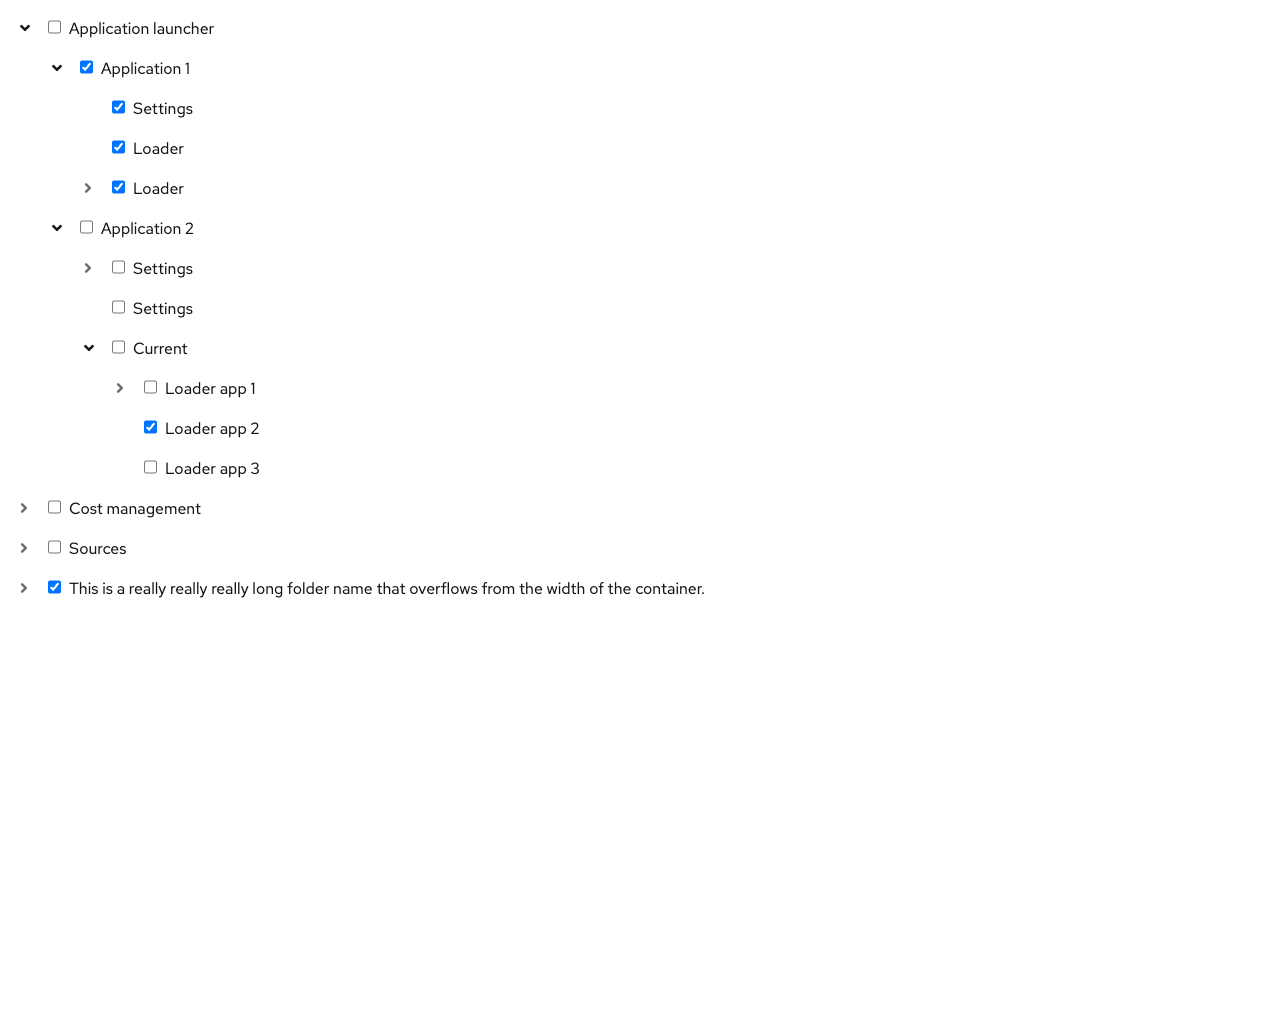 Application launcher
Application 1
Settings
Loader
Loader
Application 2
Settings
Settings
Current
Loader app 1
Loader app 2
Loader app 3
Cost management
Sources
This is a really really really long folder name that overflows from the width of the container.